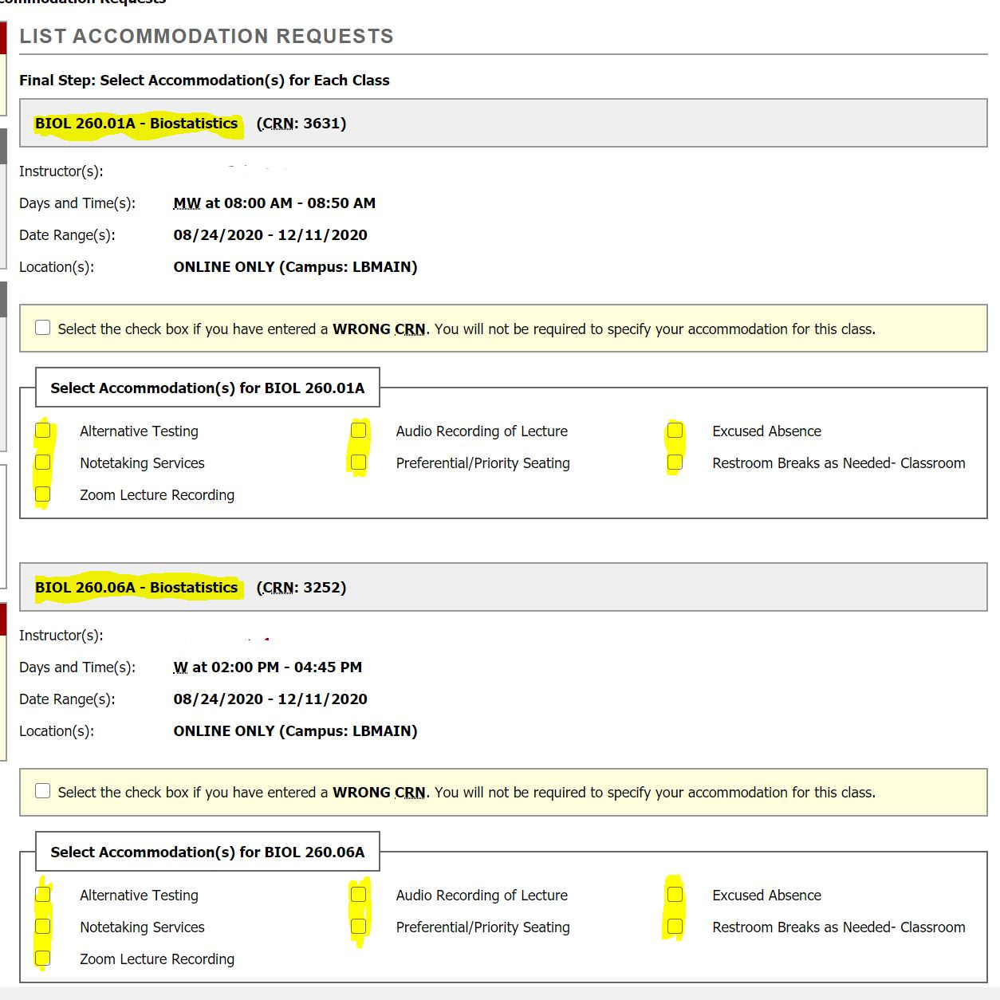 Accommodation Requests
LIST ACCOMMODATION REQUESTS
Final Step: Select Accommodation(s) for Each Class
BIOL 260.01A - Biostatistics (CRN: 3631)
Instructor(s):
Days and Time(s): MW at 08:00 AM - 08:50 AM
Date Range(s): 08/24/2020 - 12/11/2020
Location(s): ONLINE ONLY (Campus: LBMAIN)
Select the check box if you have entered a WRONG CRN. You will not be required to specify your accommodation for this class.
Select Accommodation(s) for BIOL 260.01A
Alternative Testing Audio Recording of Lecture Excused Absence
Notetaking Services Preferential/Priority Seating Restroom Breaks as Needed- Classroom
Zoom Lecture Recording
BIOL 260.06A - Biostatistics (CRN: 3252)
Instructor(s):
Days and Time(s): W at 02:00 PM - 04:45 PM
Date Range(s): 08/24/2020 - 12/11/2020
Location(s): ONLINE ONLY (Campus: LBMAIN)
Select the check box if you have entered a WRONG CRN. You will not be required to specify your accommodation for this class.
Select Accommodation(s) for BIOL 260.06A
Alternative Testing Audio Recording of Lecture Excused Absence
Notetaking Services Preferential/Priority Seating Restroom Breaks as Needed- Classroom
Zoom Lecture Recording